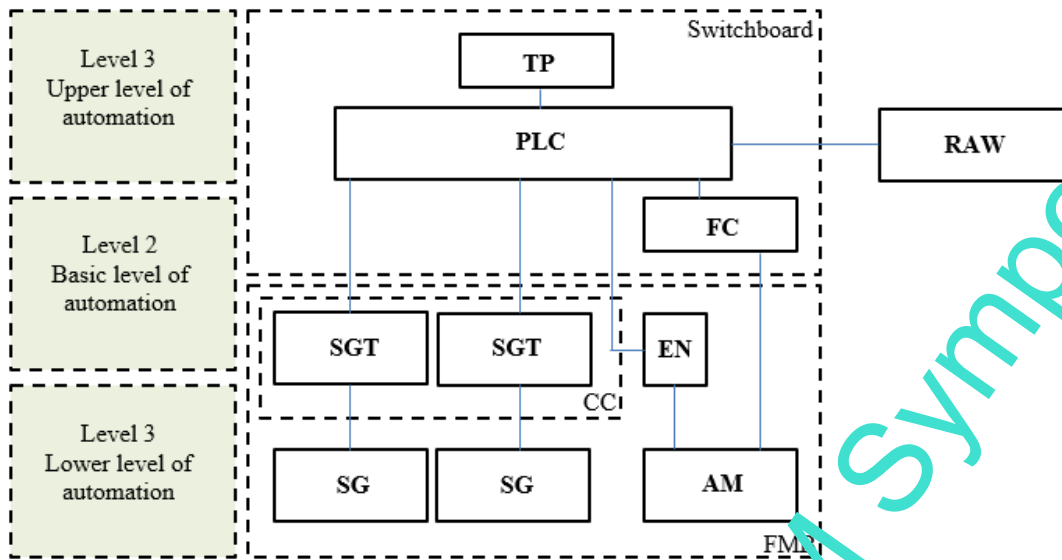 Level 3
Upper level of
automation
Switchboard
TP
PLC
RAW
Level 2
Basic level of
automation
FC
SGT
SGT
EN
CC
Level 3
Lower level of
automation
SG
SG
AM